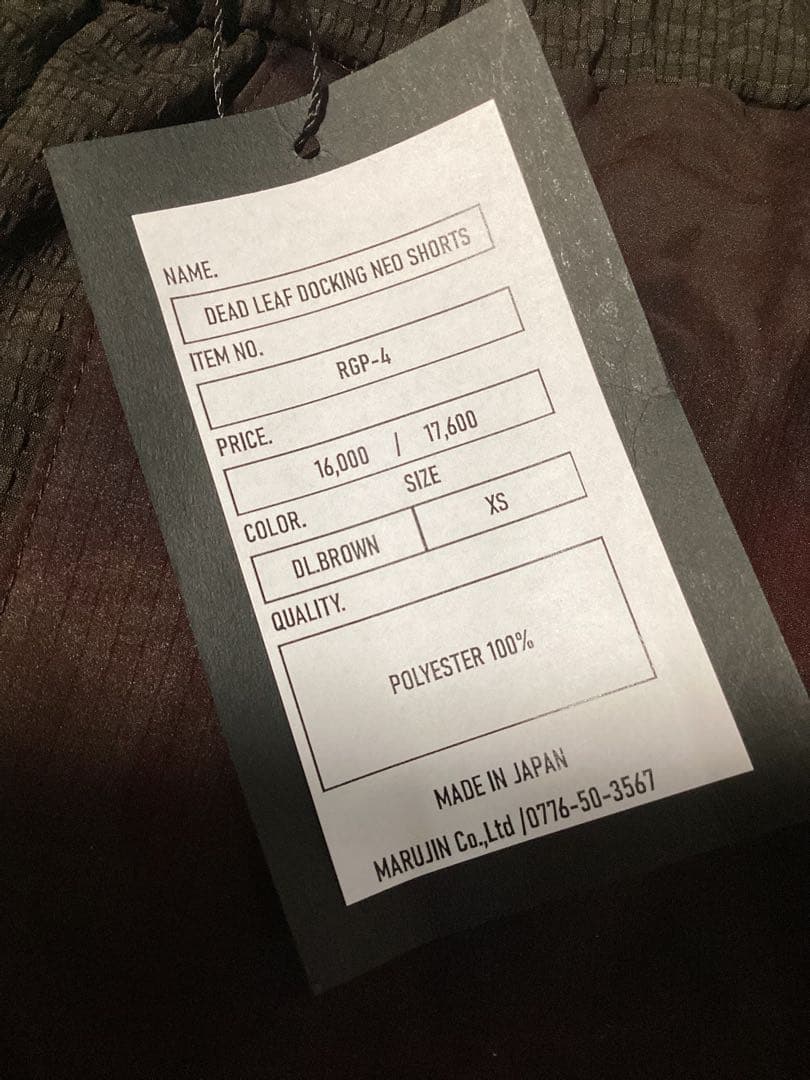 NAME.
DEAD LEAF DOCKING NEO SHORTS
ITEM NO.
RGP-4
PRICE.
16,000 / 17,600
COLOR. SIZE
DL.BROWN XS
QUALITY.
POLYESTER 100%
MADE IN JAPAN
MARUJIN Co.,Ltd /0776-50-3567